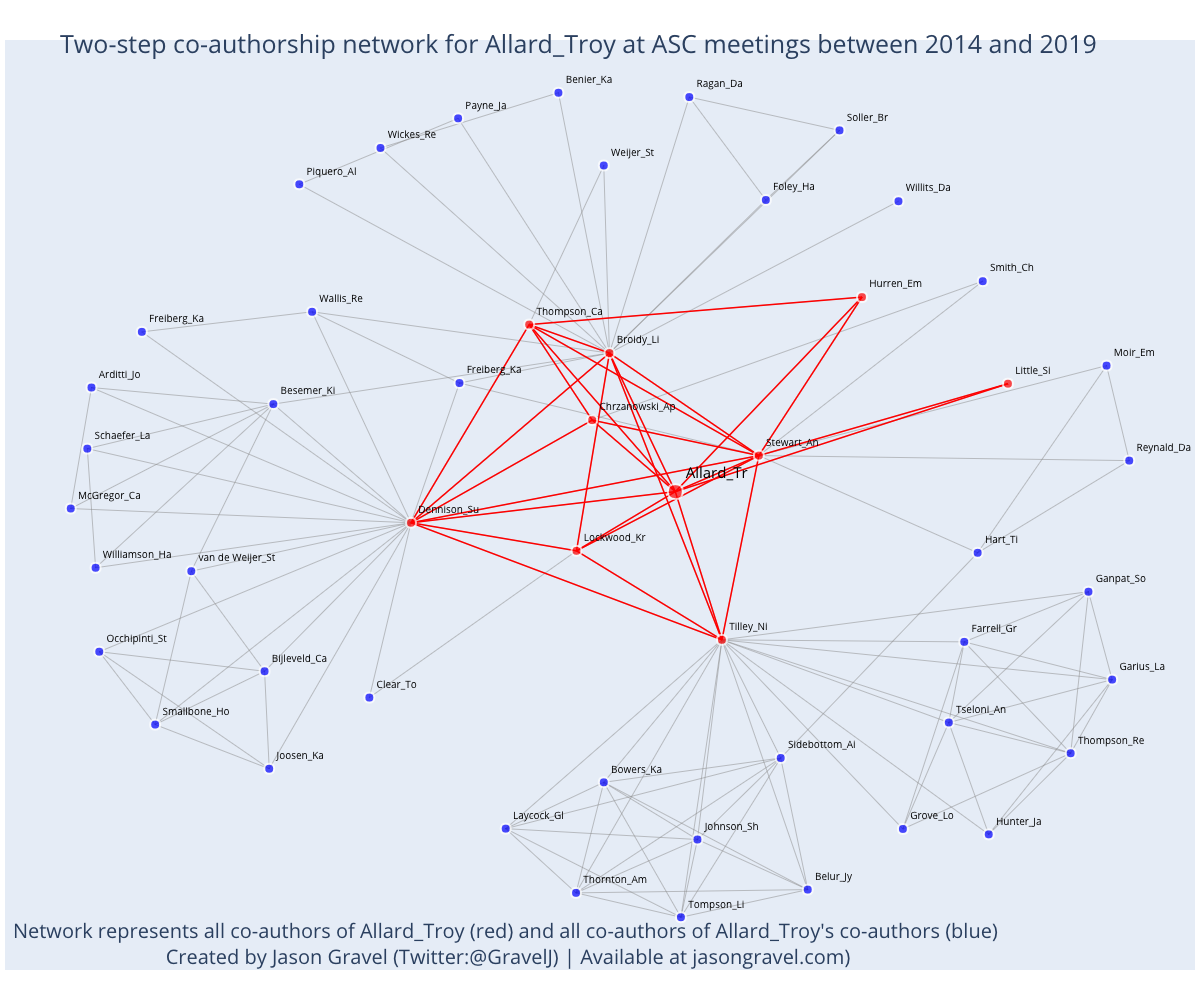 Two-step co-authorship network for Allard_Troy at ASC meetings between 2014 and 2019
Benier_Ka
Ragan_Da
Payne_Ja
Soller_Br
Wickes_Re
Weijer_St
Piquero_Al
Foley_Ha
Willits_Da
Smith_Ch
Hurren_Em
Wallis_Re
Thompson_Ca
Freiberg_Ka
Broidy_Li
Moir_Em
Freiberg_Ka
Little_Si
Arditti_Jo
Besemer_Ki
Chrzanowski_Ap
Schaefer_La
Stewart_An
Reynald_Da
Allard_Tr
McGregor_Ca
Dennison_Su
Lockwood_Kr
Hart_Ti
Williamson_Ha
van de Weijer_St
Ganpat_So
Tilley_Ni
Farrell_Gr
Occhipinti_St
Bijleveld_Ca
Garius_La
Clear_To
Smallbone_Ho
Tseloni_An
Thompson_Re
Sidebottom_Ai
Joosen_Ka
Bowers_Ka
Laycock_Gl
Johnson_Sh
Grove_Lo
Hunter_Ja
Thornton_Am
Belur_Jy
Tompson_Li
Network represents all co-authors of Allard_Troy (red) and all co-authors of Allard_Troy's co-authors (blue)
Created by Jason Gravel (Twitter:@GravelJ) | Available at jasongravel.com)